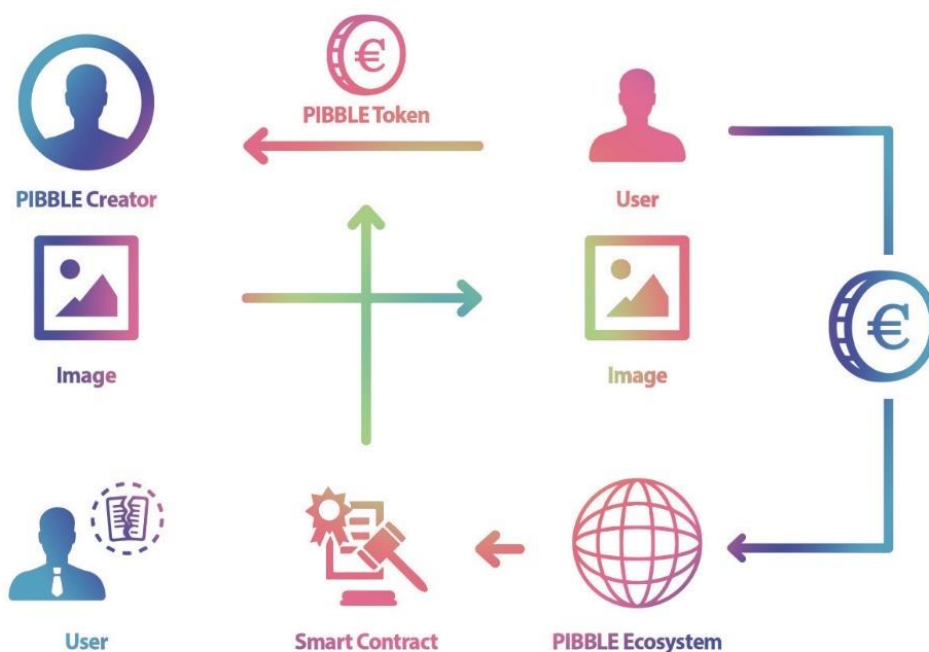 €
PIBBLE Token
PIBBLE Creator
User
Image
Image
€
User
Smart Contract
PIBBLE Ecosystem